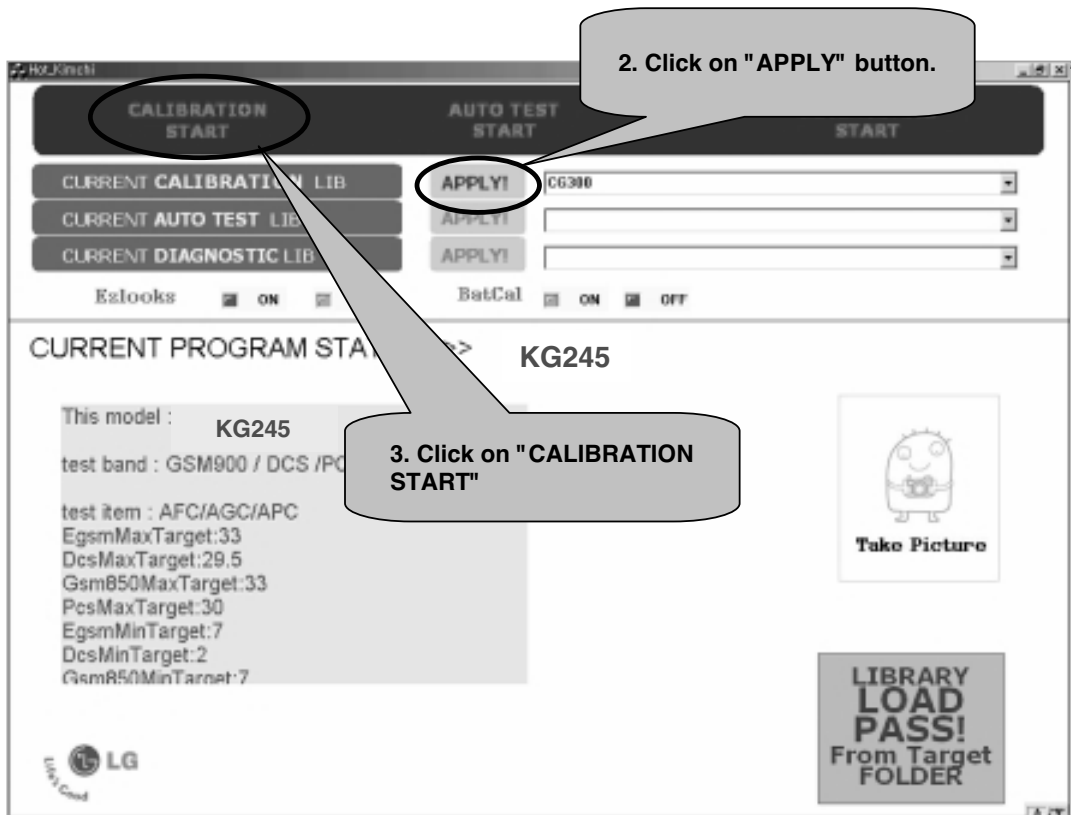 Hot_Kimchi
2. Click on "APPLY" button.
CALIBRATION
START
AUTO TEST
START
START
CURRENT CALIBRATION LIB
APPLY!
CG300
CURRENT AUTO TEST LIB
APPLY!
CURRENT DIAGNOSTIC LIB
APPLY!
Ezlooks
ON
BatCal
ON
OFF
CURRENT PROGRAM STAT
>>
KG245
This model :
KG245
test band : GSM900 / DCS /PC
3. Click on "CALIBRATION
START"
test item : AFC/AGC/APC
EgsmMaxTarget:33
DcsMaxTarget:29.5
Gsm850MaxTarget:33
PcsMaxTarget:30
EgsmMinTarget:7
DcsMinTarget:2
Gsm850MinTarget:7
Take Picture
LIBRARY
LOAD
PASS!
From Target
FOLDER
LG
Life's Good